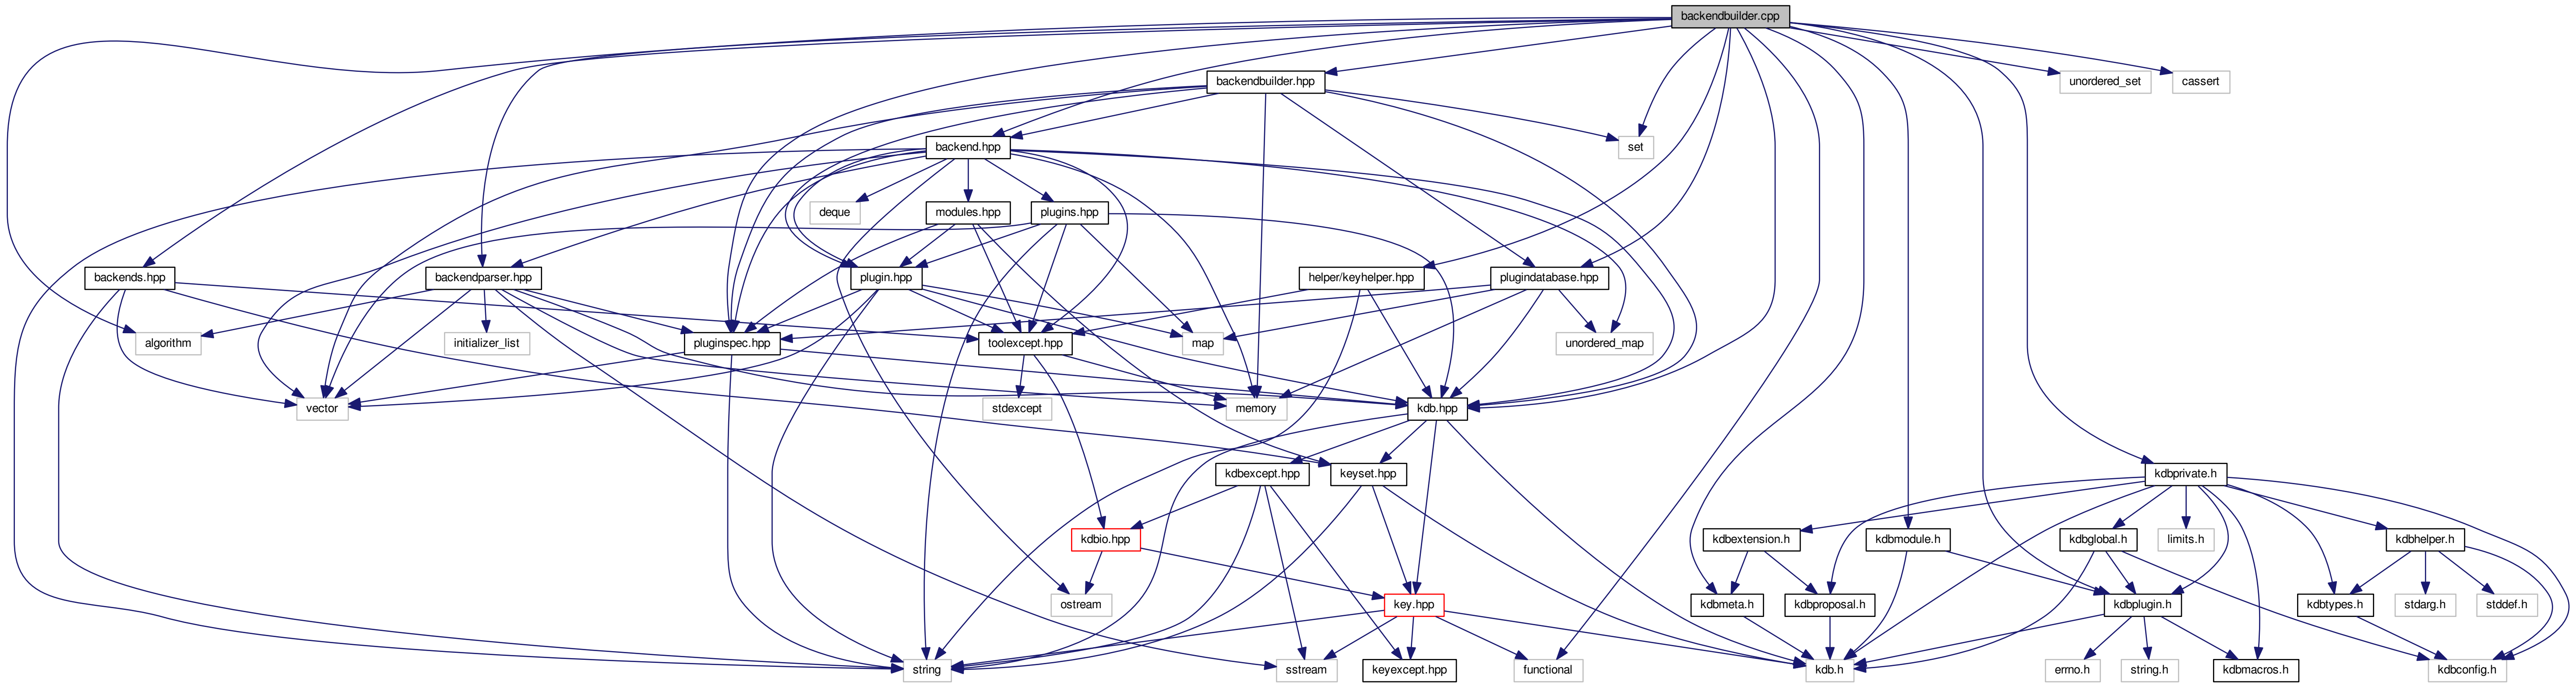 backendbuilder.cpp
backendbuilder.hpp
unordered_set
cassert
backend.hpp
set
deque
modules.hpp
plugins.hpp
backends.hpp
backendparser.hpp
plugin.hpp
helper/keyhelper.hpp
plugindatabase.hpp
algorithm
initializer_list
pluginspec.hpp
toolexcept.hpp
map
unordered_map
vector
stdexcept
memory
kdb.hpp
kdbexcept.hpp
keyset.hpp
kdbprivate.h
kdbio.hpp
kdbextension.h
kdbmodule.h
kdbglobal.h
limits.h
kdbhelper.h
ostream
key.hpp
kdbmeta.h
kdbproposal.h
kdbplugin.h
kdbtypes.h
stdarg.h
stddef.h
string
sstream
keyexcept.hpp
functional
kdb.h
errno.h
string.h
kdbmacros.h
kdbconfig.h